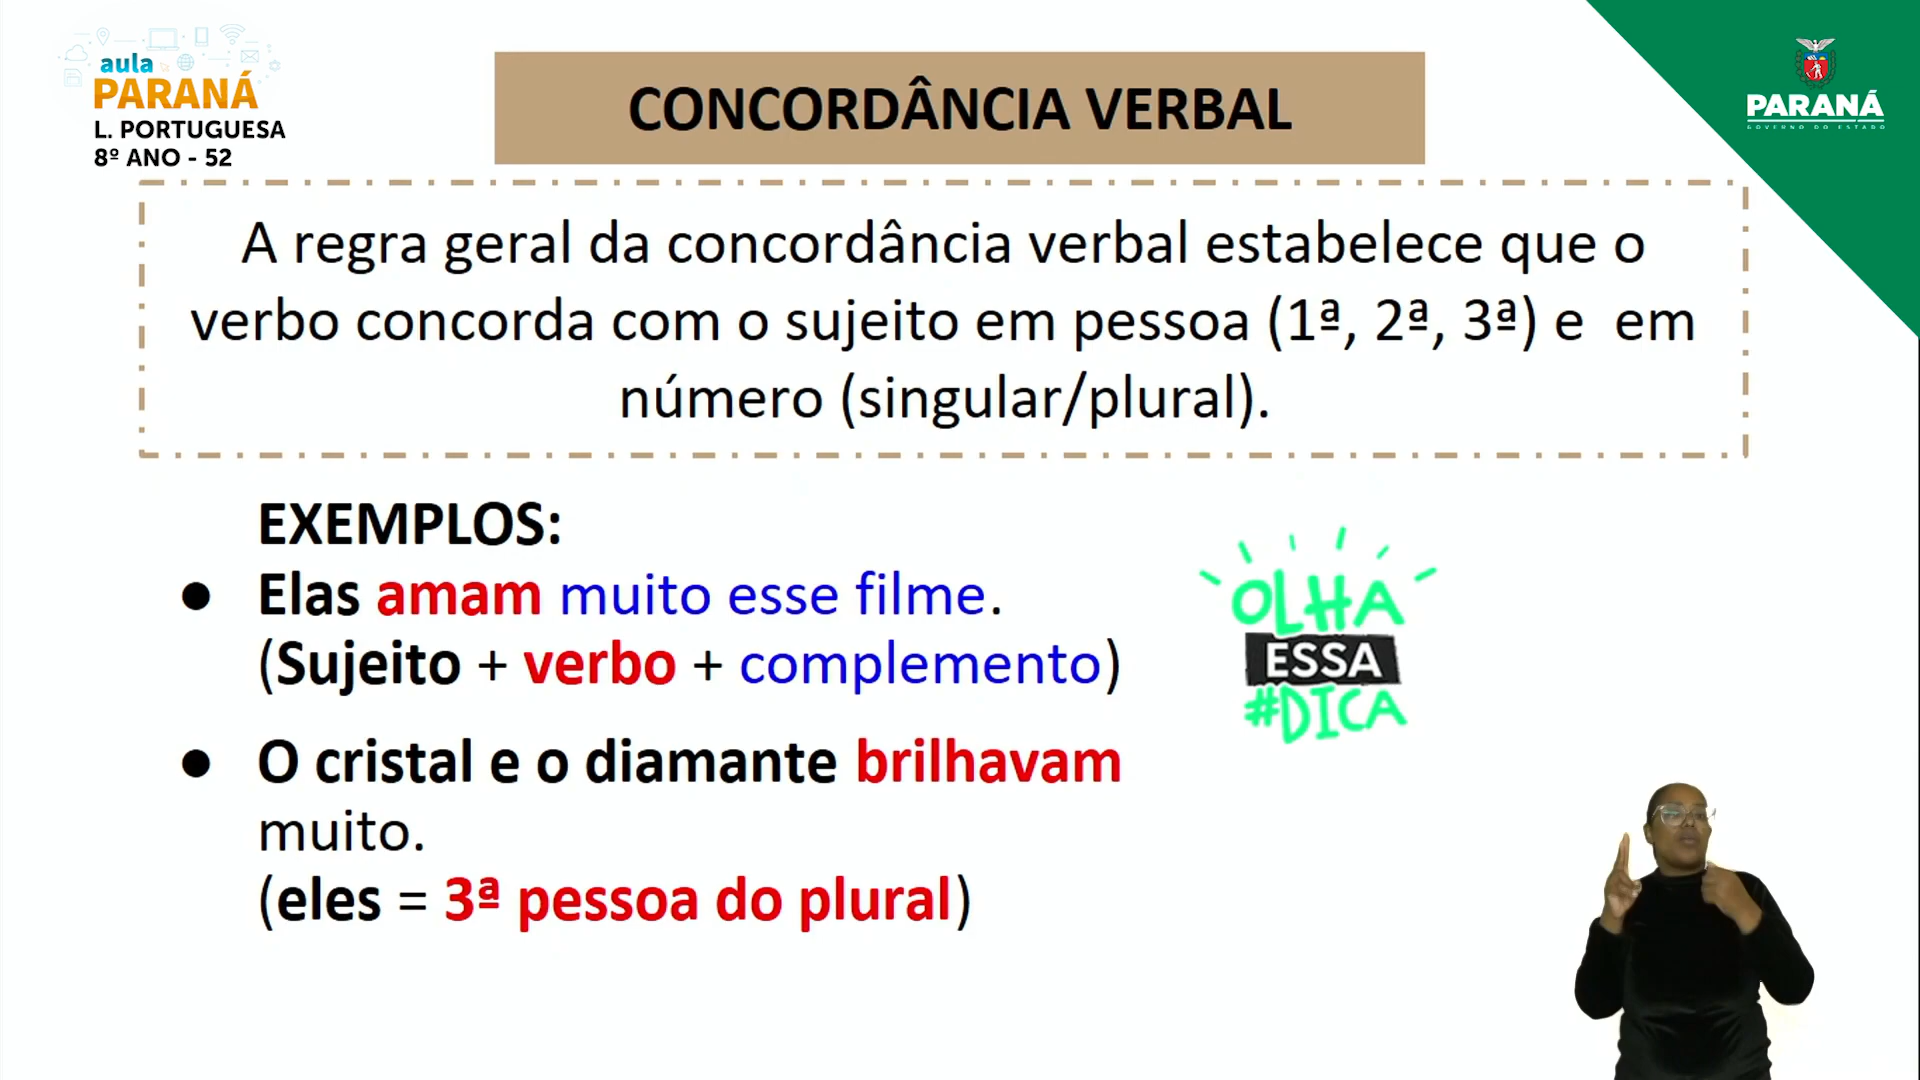 aula
PARANÁ
L. PORTUGUESA
8º ANO - 52
CONCORDÂNCIA VERBAL
PARANÁ
GOVERNO DO ESTADO
A regra geral da concordância verbal estabelece que o
verbo concorda com o sujeito em pessoa (1ª, 2ª, 3ª) e em
número (singular/plural).
EXEMPLOS:
● Elas amam muito esse filme.
(Sujeito + verbo + complemento)
● O cristal e o diamante brilhavam
muito.
(eles = 3ª pessoa do plural)
OLHA
ESSA
#DICA